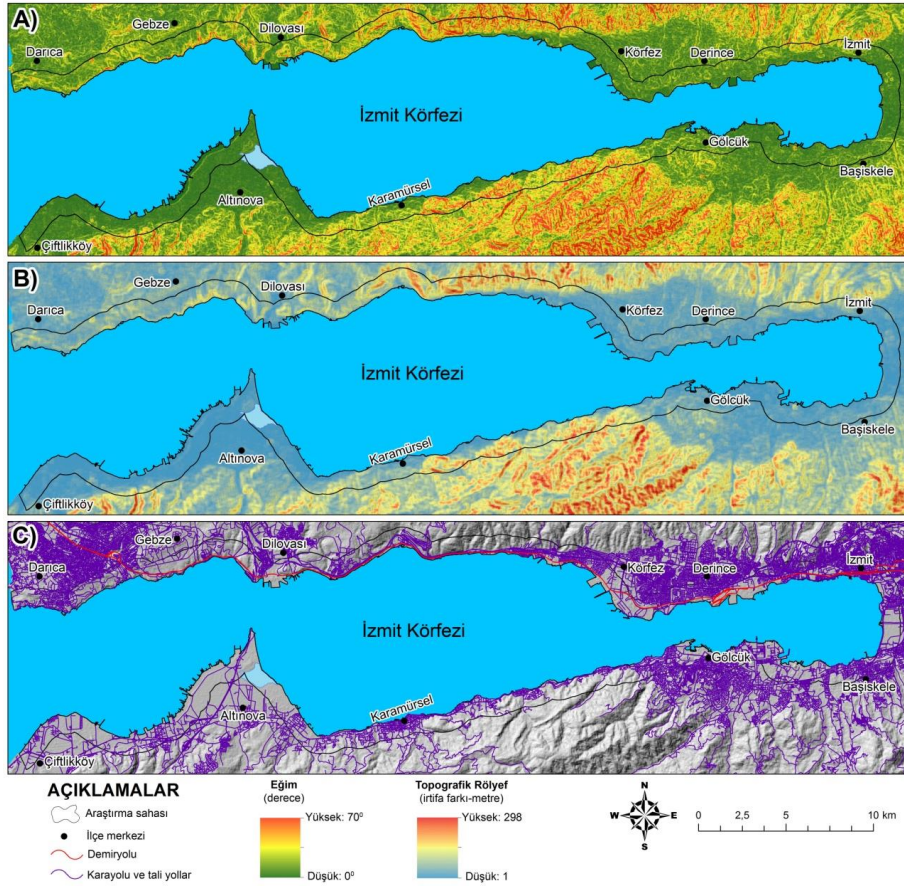 A)
Gebze
Dilovası
Darıca
Körfez
Derince
İzmit
İzmit Körfezi
Gölcük
Başiskele
Altınova
Karamürsel
Çiftlikköy
B)
Gebze
Dilovası
Darıca
Körfez
Derince
İzmit
İzmit Körfezi
Gölcük
Başiskele
Altınova
Karamürsel
Çiftlikköy
C)
Gebze
Dilovası
Darıca
Körfez
Derince
İzmit
İzmit Körfezi
Gölcük
Başiskele
Altınova
Karamürsel
Çiftlikköy
AÇIKLAMALAR
Araştırma sahası
İlçe merkezi
Demiryolu
Karayolu ve tali yollar
Eğim
(derece)
Yüksek: 70⁰
Düşük: 0⁰
Topografik Rölyef
(irtifa farkı-metre)
Yüksek: 298
Düşük: 1
N
W
E
S
0 2,5 5 10 km